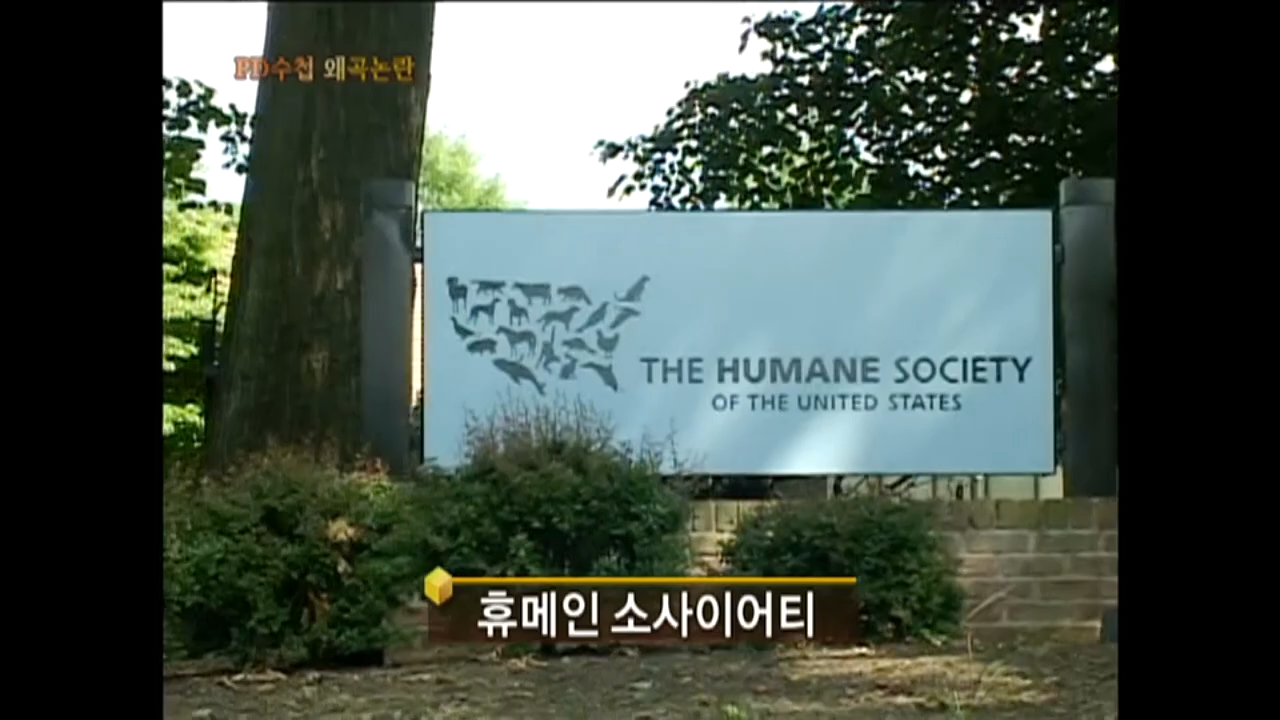 PD수첩 왜곡논란
THE HUMANE SOCIETY
OF THE UNITED STATES
휴메인 소사이어티